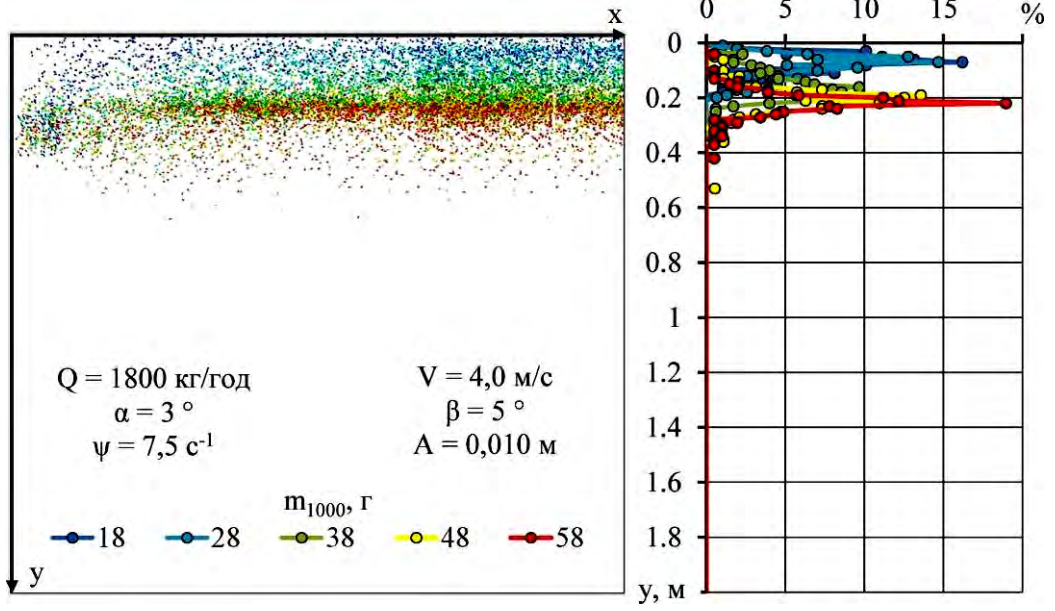 x
0 5 10 15 %
0
0.2
0.4
0.6
0.8
1
1.2
1.4
1.6
1.8
y, м
Q = 1800 кг/год
α = 3 °
ψ = 7,5 с-1
V = 4,0 м/с
β = 5 °
A = 0,010 м
m1000, г
18 28 38 48 58
y